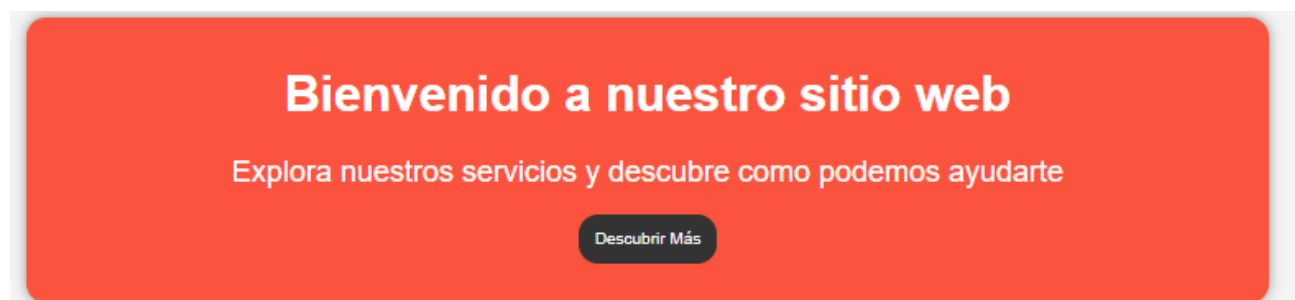 Bienvenido a nuestro sitio web
Explora nuestros servicios y descubre como podemos ayudarte
Descubrir Más